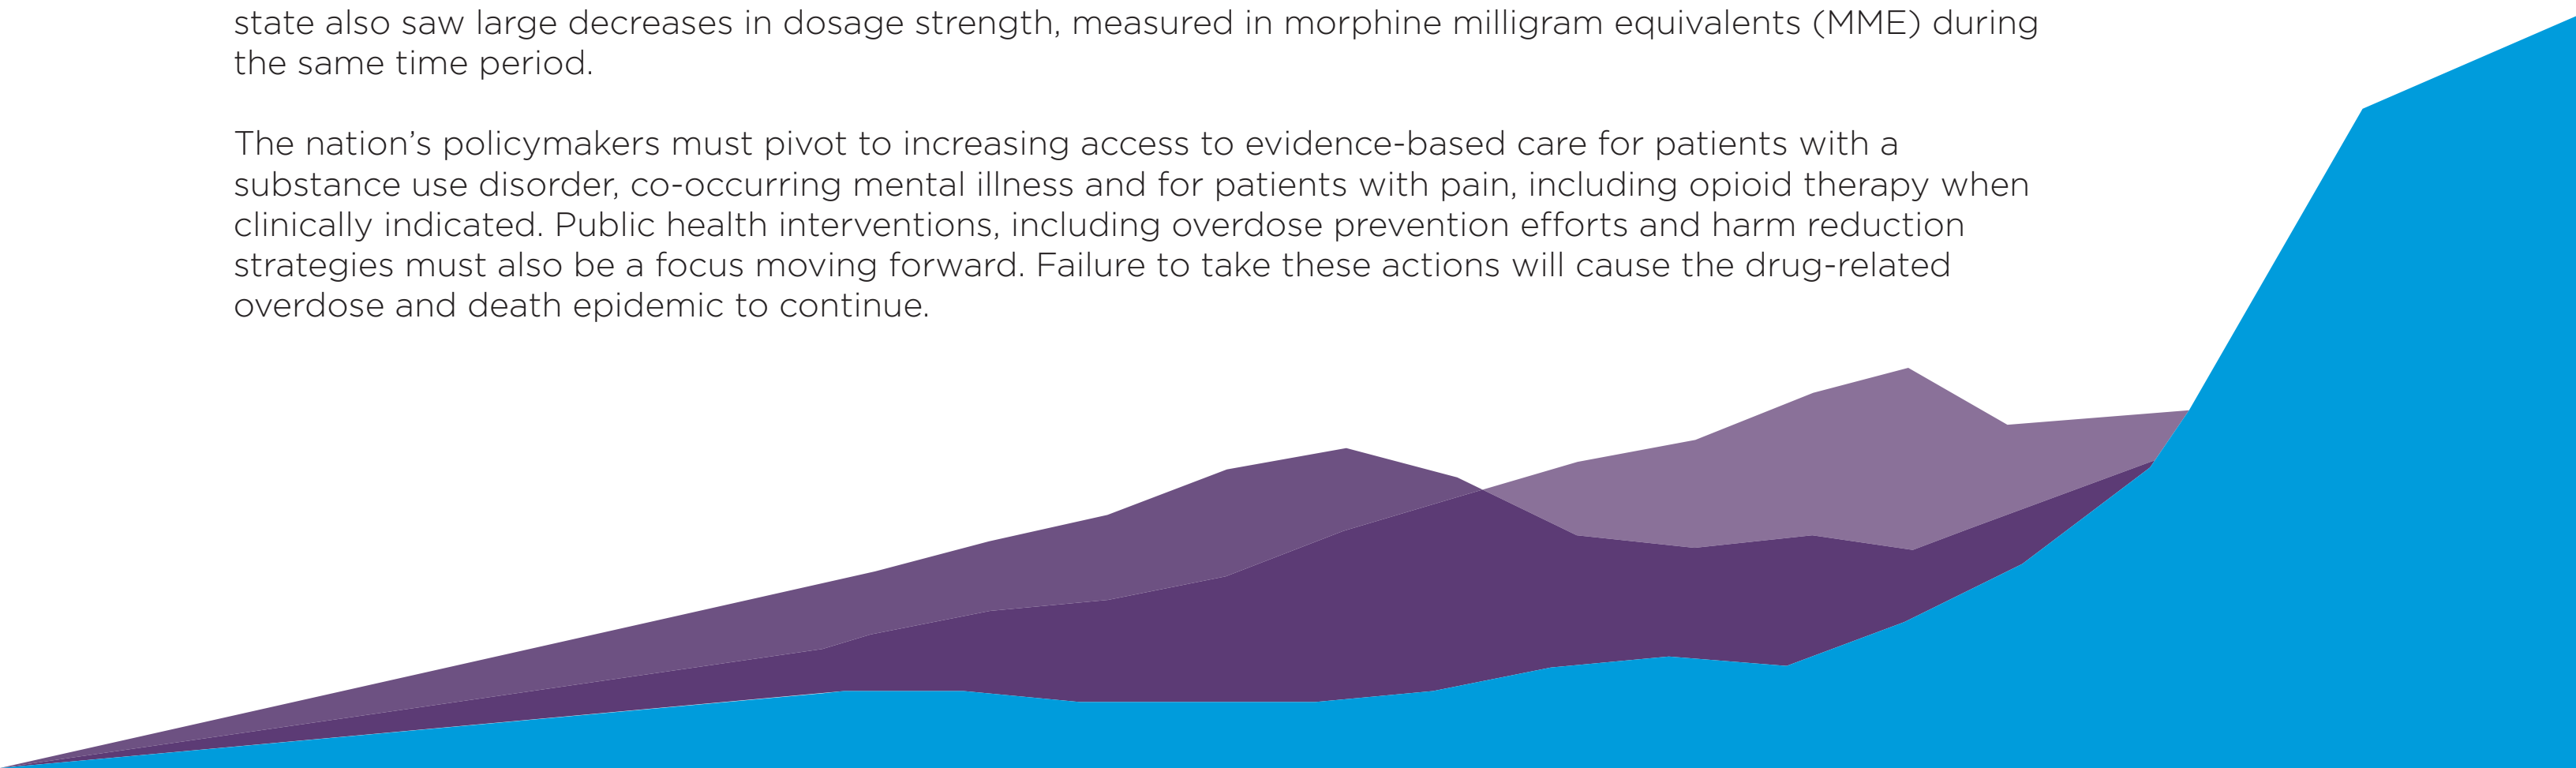 state also saw large decreases in dosage strength, measured in morphine milligram equivalents (MME) during
the same time period.
The nation’s policymakers must pivot to increasing access to evidence-based care for patients with a
substance use disorder, co-occurring mental illness and for patients with pain, including opioid therapy when
clinically indicated. Public health interventions, including overdose prevention efforts and harm reduction
strategies must also be a focus moving forward. Failure to take these actions will cause the drug-related
overdose and death epidemic to continue.